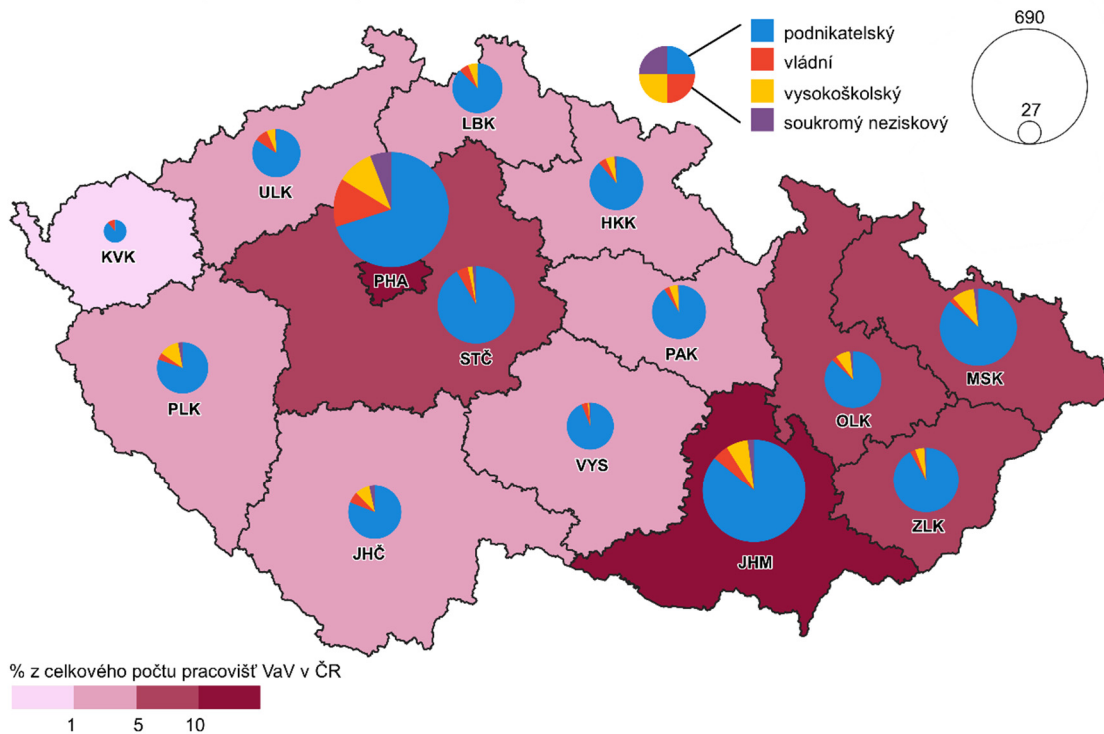 podnikatelský
vládní
vysokoškolský
soukromý neziskový
690
27
LBK
ULK
HKK
KVK
PHA
STČ
PAK
MSK
PLK
OLK
VYS
ZLK
JHČ
JHM
% z celkového počtu pracovišť VaV v ČR
1 5 10